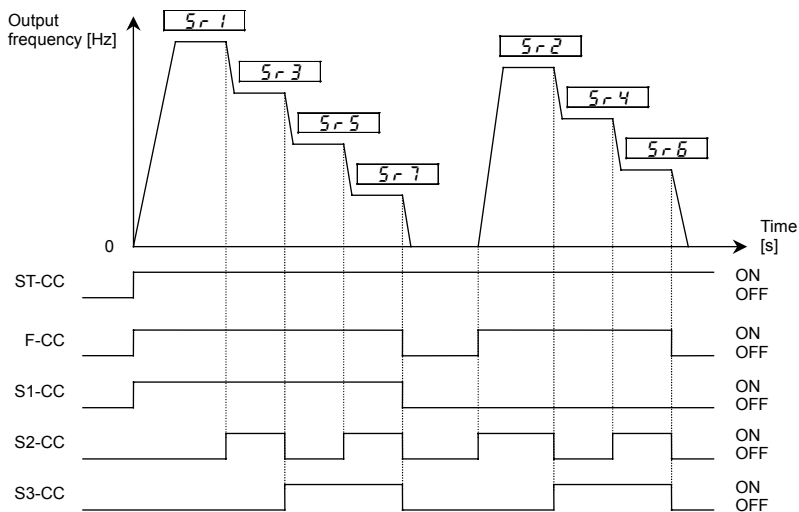 Output
frequency [Hz]
Sr1
Sr2
Sr3
Sr4
Sr5
Sr6
Sr7
Time
[s]
0
ST-CC
ON
OFF
F-CC
ON
OFF
S1-CC
ON
OFF
S2-CC
ON
OFF
S3-CC
ON
OFF